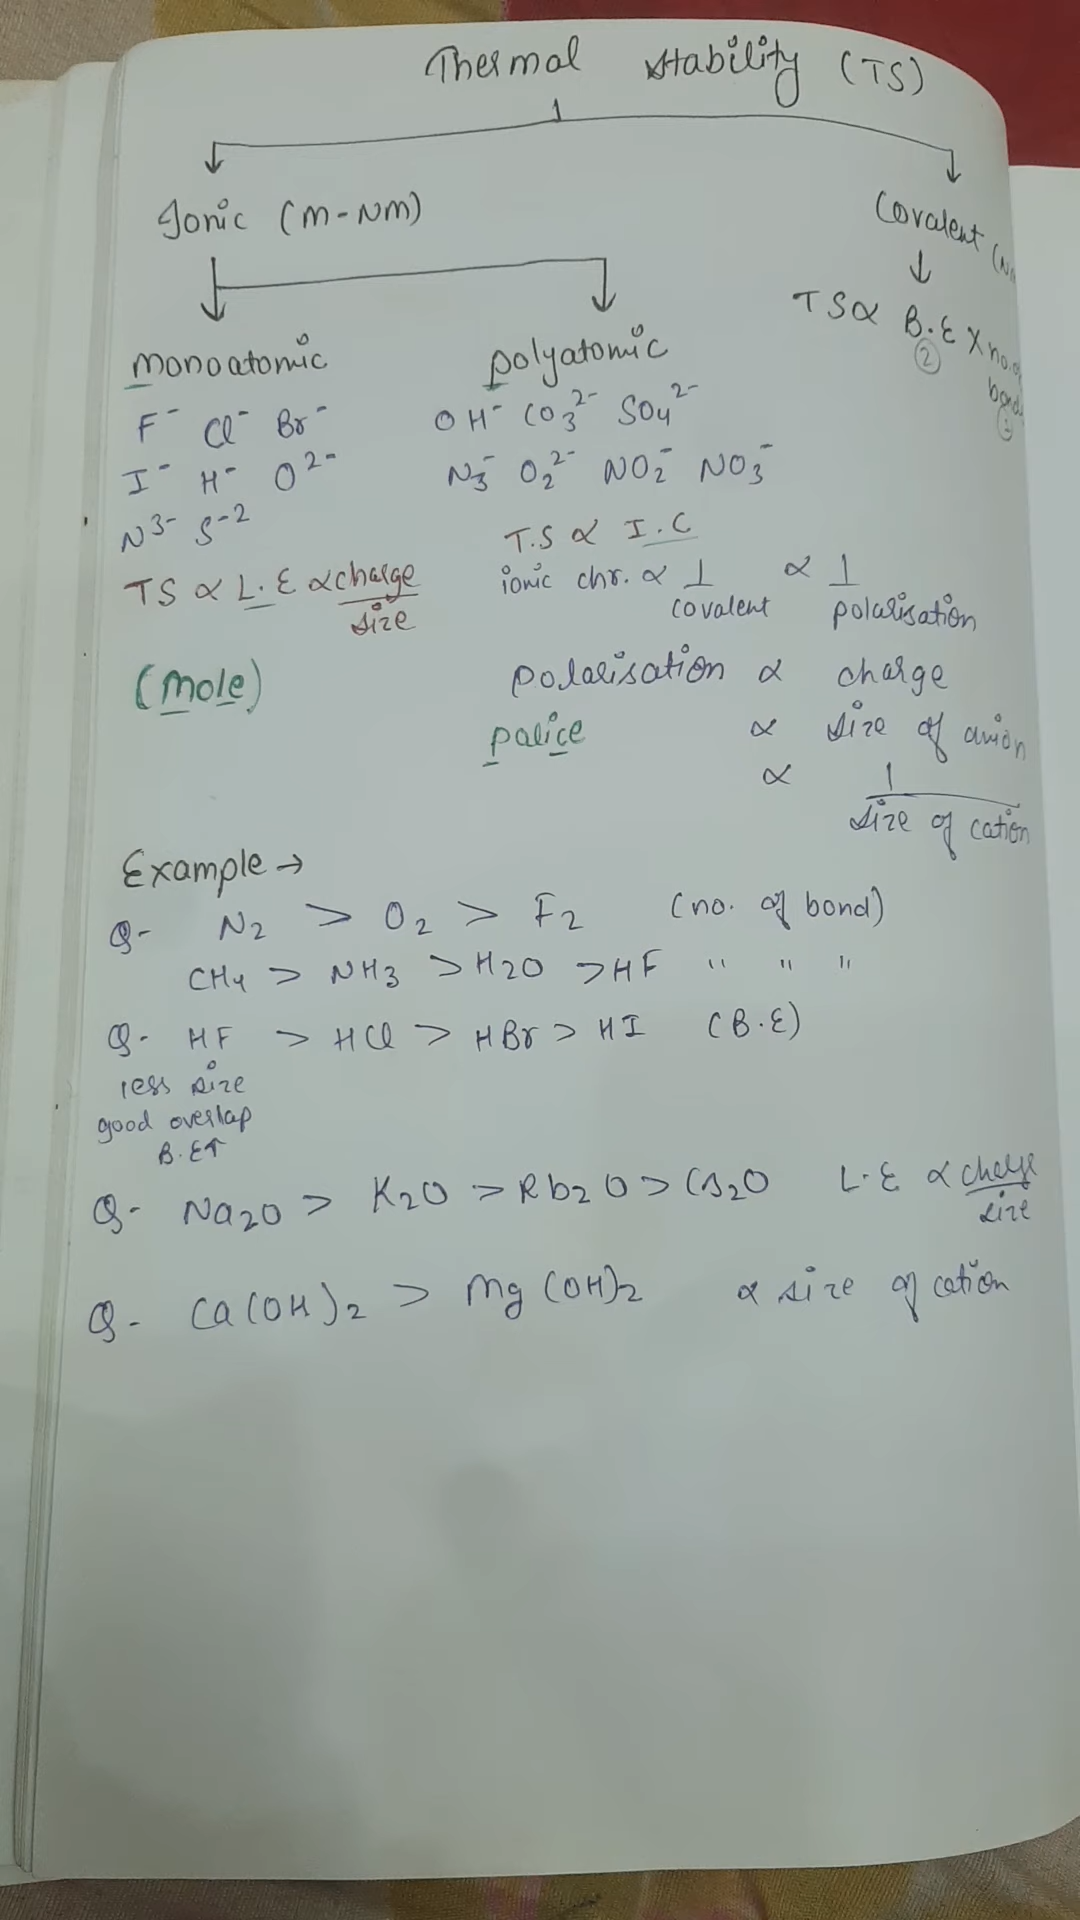 Thermal stability (TS)
Ionic (M-NM)
Covalent
TS ∝ B.E × no. of bond
② ①
Monoatomic
F⁻ Cl⁻ Br⁻
I⁻ H⁻ O²⁻
N³⁻ S⁻²
TS ∝ L.E ∝ charge/size
(Mole)
polyatomic
OH⁻ CO₃²⁻ SO₄²⁻
N₃⁻ O₂²⁻ NO₂⁻ NO₃⁻
T.S ∝ I.C
ionic chr. ∝ 1/covalent ∝ 1/polarisation
Polarisation ∝ charge
palice ∝ size of anion
∝ 1/size of cation
Example →
Q- N₂ > O₂ > F₂ (no. of bond)
CH₄ > NH₃ > H₂O > HF " " "
Q- HF > HCl > HBr > HI (B.E)
less size
good overlap
B.E↑
Q- Na₂O > K₂O > Rb₂O > Cs₂O L.E ∝ charge/size
Q- Ca(OH)₂ > Mg(OH)₂ ∝ size of cation